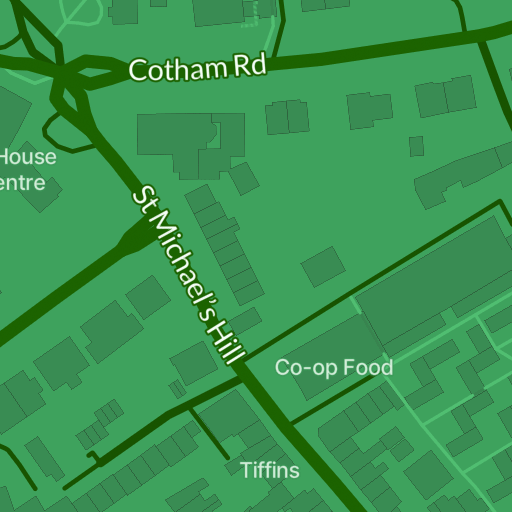 Cotham Rd
House
entre
St Michael's Hill
Co-op Food
Tiffins